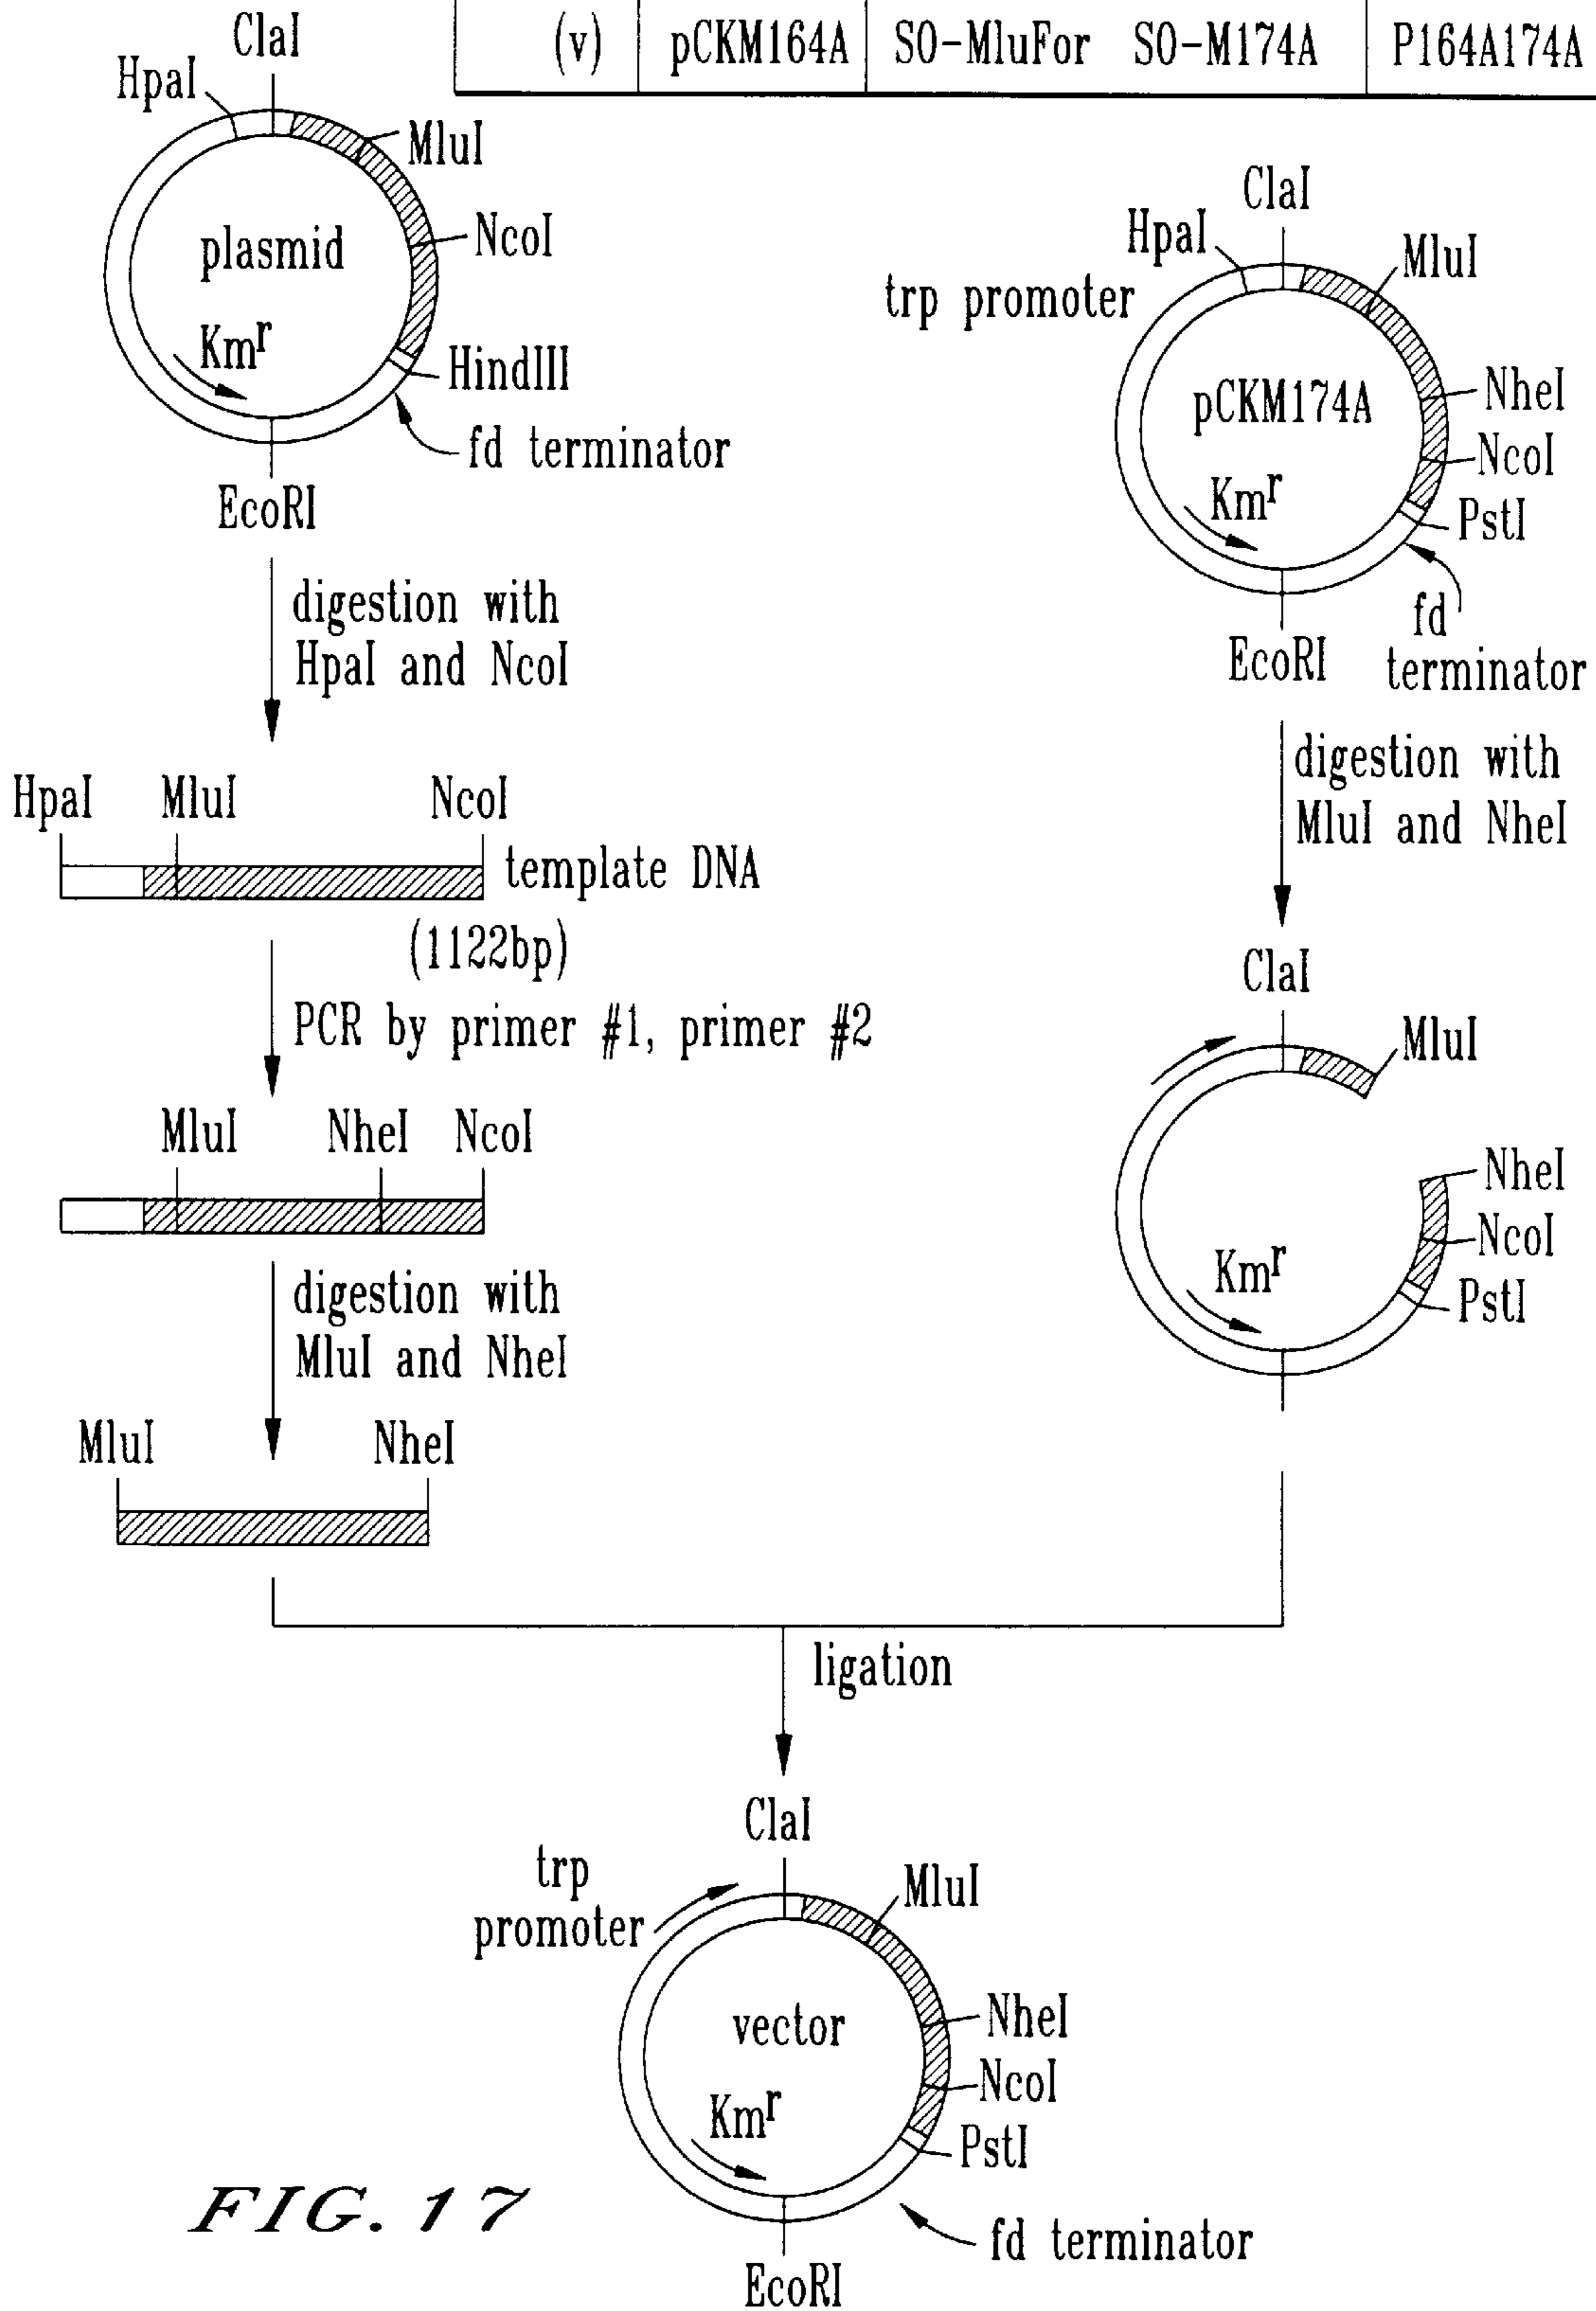 (v) pCKM164A SO-MluFor SO-M174A P164A174A
ClaI
HpaI
MluI
NcoI
plasmid
Kmr
HindIII
fd terminator
EcoRI
digestion with
HpaI and NcoI
HpaI MluI NcoI
template DNA
(1122bp)
PCR by primer #1, primer #2
MluI NheI NcoI
digestion with
MluI and NheI
MluI NheI
ClaI
HpaI
MluI
trp promoter
NheI
pCKM174A
NcoI
Kmr
PstI
fd
terminator
EcoRI
digestion with
MluI and NheI
ClaI
MluI
NheI
NcoI
Kmr
PstI
ligation
ClaI
trp
promoter
MluI
NheI
vector
NcoI
Kmr
PstI
fd terminator
EcoRI
FIG. 17